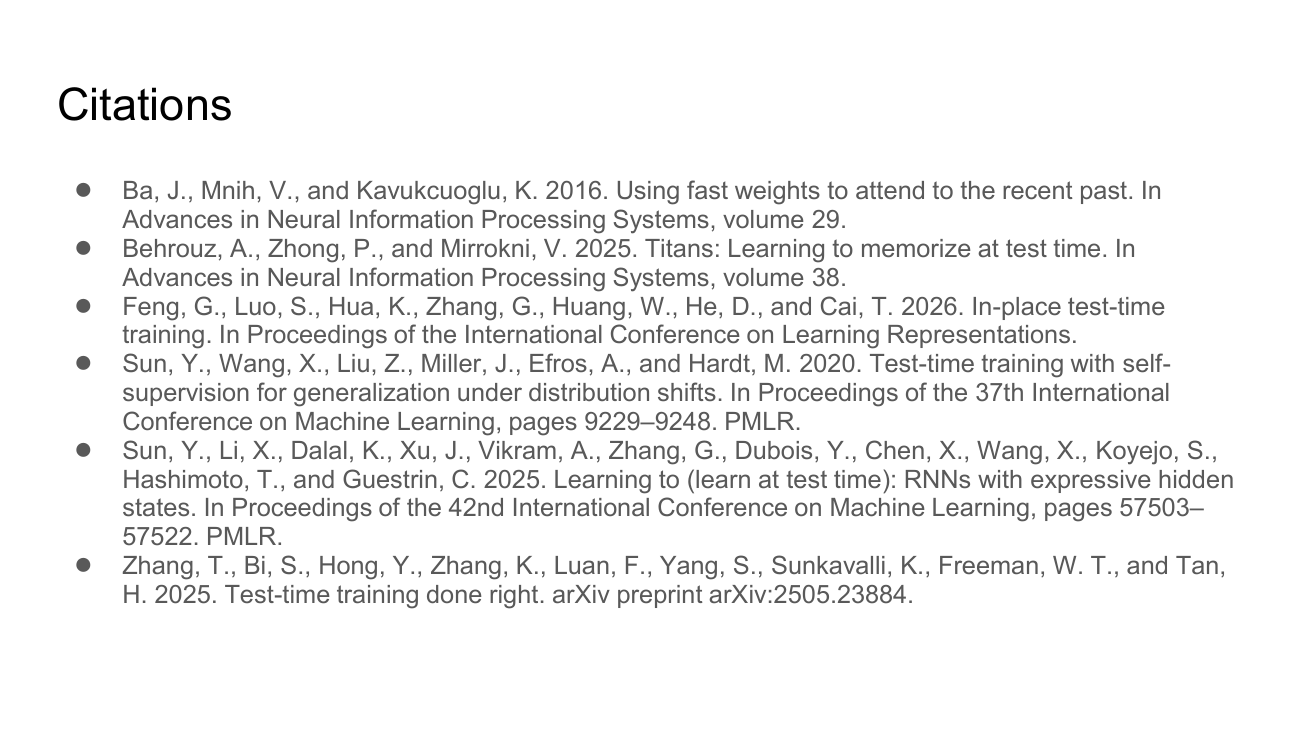 Citations
● Ba, J., Mnih, V., and Kavukcuoglu, K. 2016. Using fast weights to attend to the recent past. In
Advances in Neural Information Processing Systems, volume 29.
● Behrouz, A., Zhong, P., and Mirrokni, V. 2025. Titans: Learning to memorize at test time. In
Advances in Neural Information Processing Systems, volume 38.
● Feng, G., Luo, S., Hua, K., Zhang, G., Huang, W., He, D., and Cai, T. 2026. In-place test-time
training. In Proceedings of the International Conference on Learning Representations.
● Sun, Y., Wang, X., Liu, Z., Miller, J., Efros, A., and Hardt, M. 2020. Test-time training with self-
supervision for generalization under distribution shifts. In Proceedings of the 37th International
Conference on Machine Learning, pages 9229–9248. PMLR.
● Sun, Y., Li, X., Dalal, K., Xu, J., Vikram, A., Zhang, G., Dubois, Y., Chen, X., Wang, X., Koyejo, S.,
Hashimoto, T., and Guestrin, C. 2025. Learning to (learn at test time): RNNs with expressive hidden
states. In Proceedings of the 42nd International Conference on Machine Learning, pages 57503–
57522. PMLR.
● Zhang, T., Bi, S., Hong, Y., Zhang, K., Luan, F., Yang, S., Sunkavalli, K., Freeman, W. T., and Tan,
H. 2025. Test-time training done right. arXiv preprint arXiv:2505.23884.